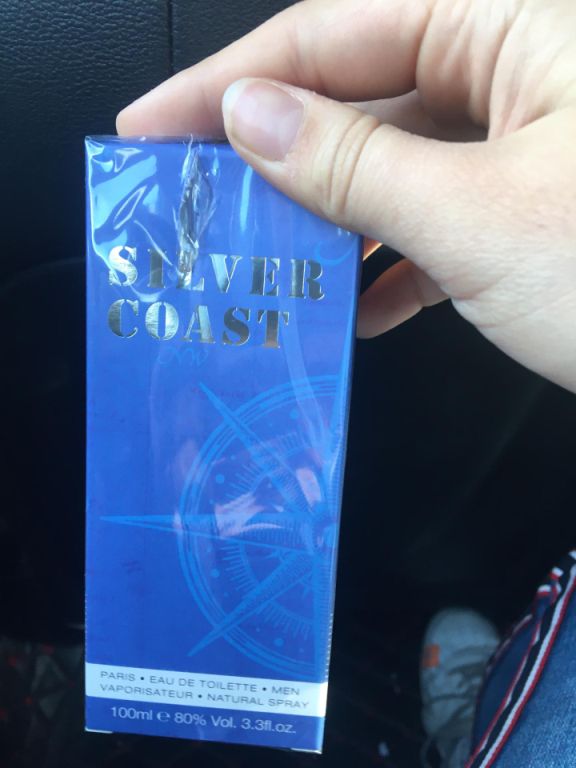 SILVER
COAST
PARIS • EAU DE TOILETTE • MEN
VAPORISATEUR • NATURAL SPRAY
100ml ℮ 80% Vol. 3.3fl.oz.